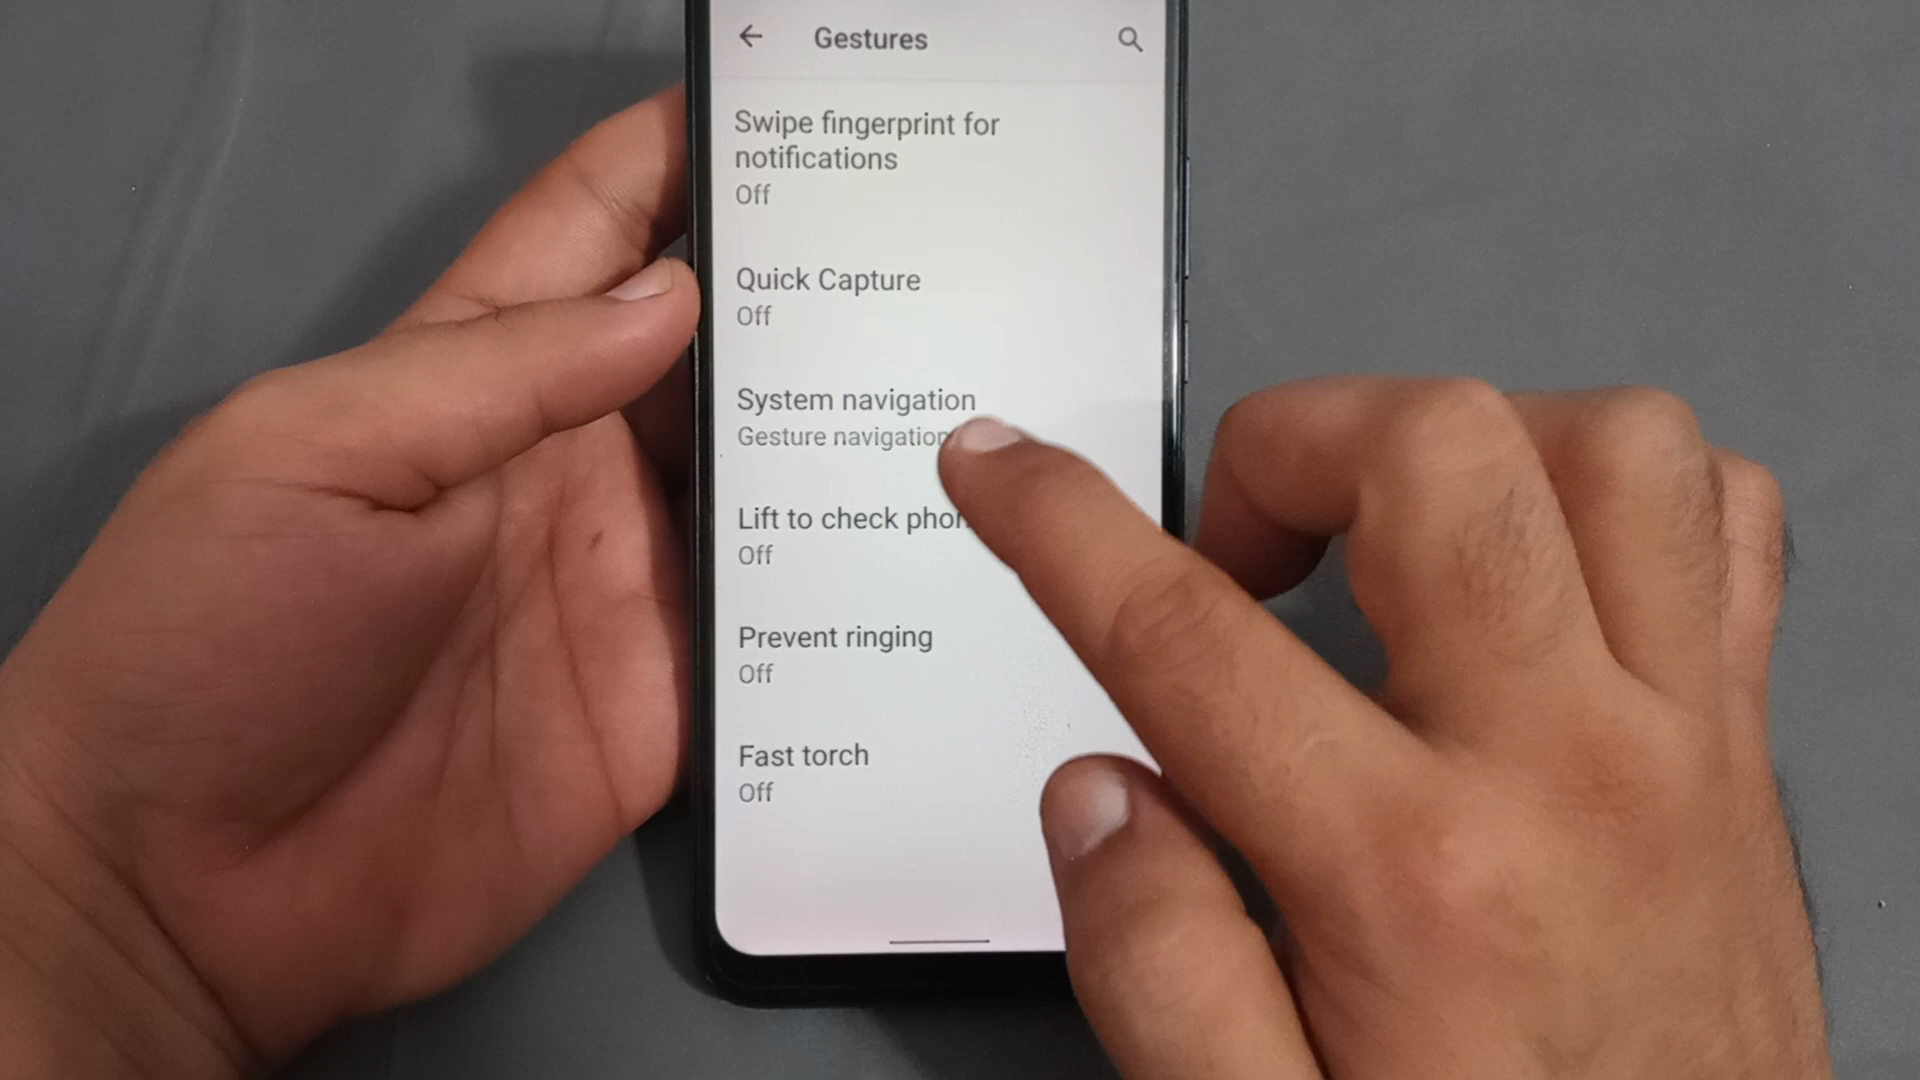 Gestures
Swipe fingerprint for
notifications
Off
Quick Capture
Off
System navigation
Gesture navigation
Lift to check
Off
Prevent ringing
Off
Fast torch
Off